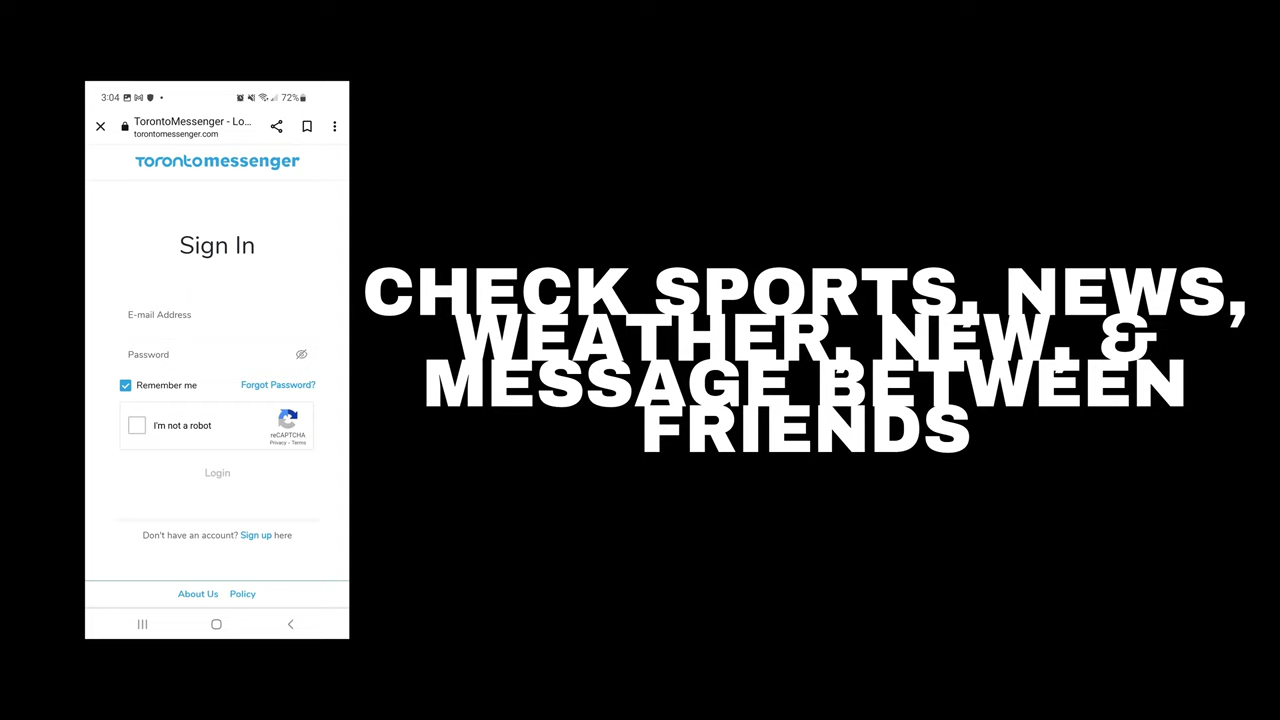 3:04
72%
TorontoMessenger - Lo...
torontomessenger.com
Torontomessenger
Sign In
E-mail Address
Password
Remember me
Forgot Password?
I'm not a robot
reCAPTCHA
Privacy - Terms
Login
Don't have an account? Sign up here
About Us Policy
CHECK SPORTS, NEWS,
WEATHER, NEW, &
MESSAGE BETWEEN
FRIENDS